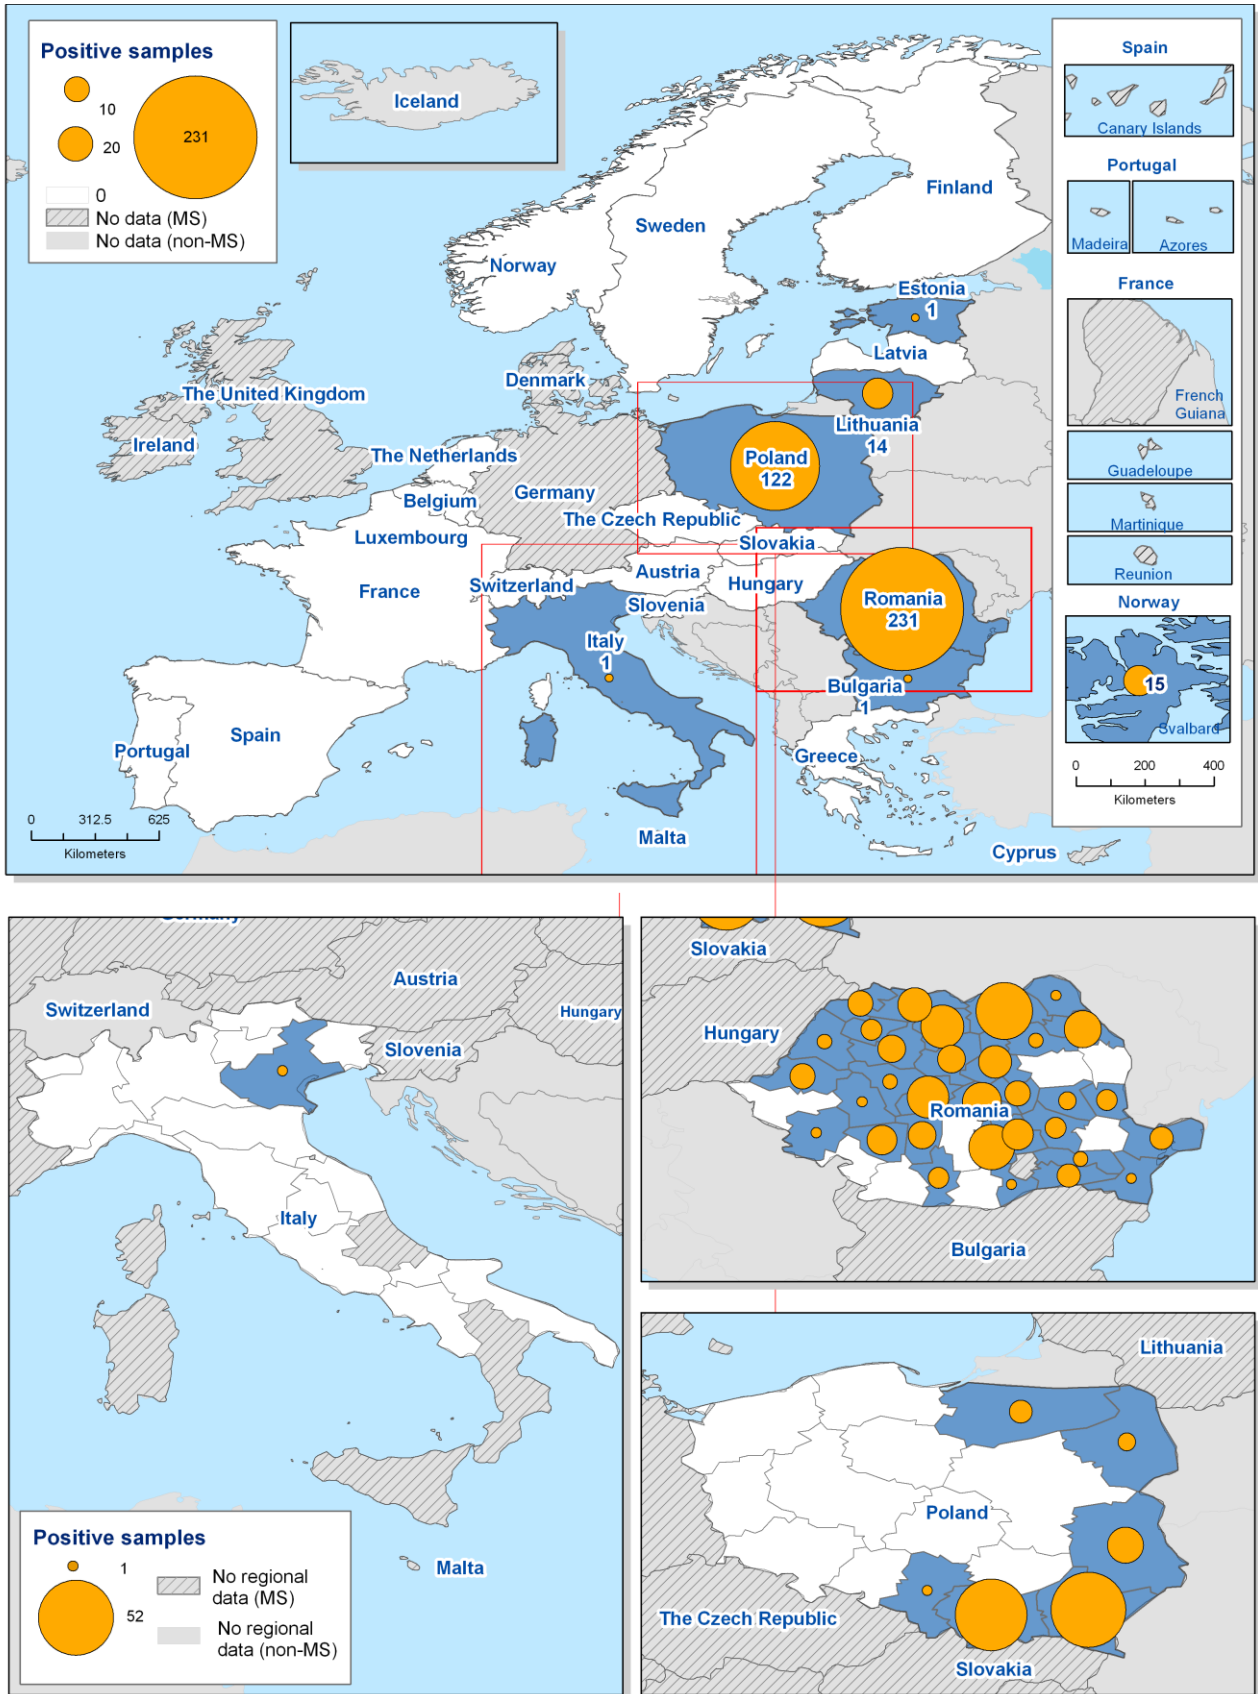 Positive samples
10
20
231
0
No data (MS)
No data (non-MS)
Iceland
Spain
Canary Islands
Portugal
Madeira
Azores
France
French
Guiana
Guadeloupe
Martinique
Reunion
Norway
15
Svalbard
0 200 400
Kilometers
Finland
Sweden
Norway
Estonia
1
Latvia
Denmark
The United Kingdom
Lithuania
14
Ireland
The Netherlands
Poland
122
Belgium
Germany
The Czech Republic
Luxembourg
Slovakia
Austria
Switzerland
Hungary
France
Romania
231
Slovenia
Italy
1
Bulgaria
1
Spain
Portugal
Greece
Malta
Cyprus
0 312.5 625
Kilometers
Germany
Austria
Switzerland
Hungary
Slovenia
Italy
Malta
Positive samples
1
52
No regional
data (MS)
No regional
data (non-MS)
Slovakia
Hungary
Romania
Bulgaria
Lithuania
Poland
The Czech Republic
Slovakia